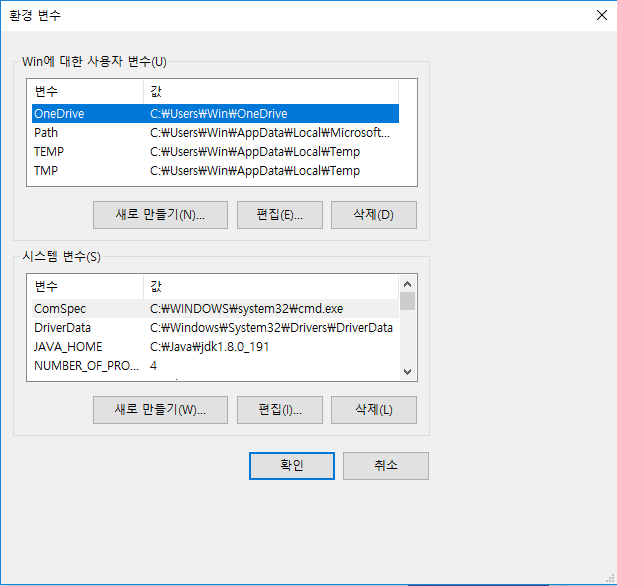 환경 변수
Win에 대한 사용자 변수(U)
변수 값
OneDrive C:₩Users₩Win₩OneDrive
Path C:₩Users₩Win₩AppData₩Local₩Microsoft...
TEMP C:₩Users₩Win₩AppData₩Local₩Temp
TMP C:₩Users₩Win₩AppData₩Local₩Temp
새로 만들기(N)... 편집(E)... 삭제(D)
시스템 변수(S)
변수 값
ComSpec C:₩WINDOWS₩system32₩cmd.exe
DriverData C:₩Windows₩System32₩Drivers₩DriverData
JAVA_HOME C:₩Java₩jdk1.8.0_191
NUMBER_OF_PRO... 4
새로 만들기(W)... 편집(I)... 삭제(L)
확인 취소